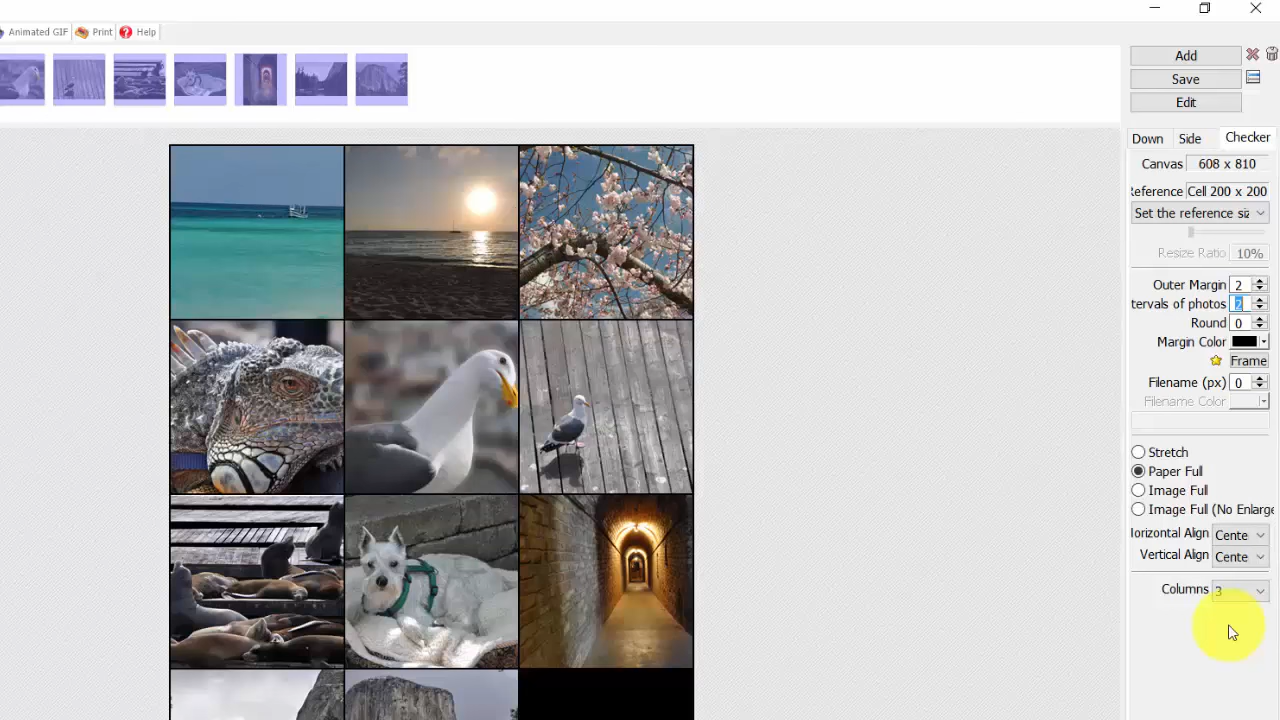 Animated GIF Print Help
Add
Save
Edit
Down Side Checker
Canvas 608 x 810
Reference Cell 200 x 200
Set the reference siz
Resize Ratio 10%
Outer Margin 2
tervals of photos 2
Round 0
Margin Color
Frame
Filename (px) 0
Filename Color
Stretch
Paper Full
Image Full
Image Full (No Enlarge
Horizontal Align Cente
Vertical Align Cente
Columns 3